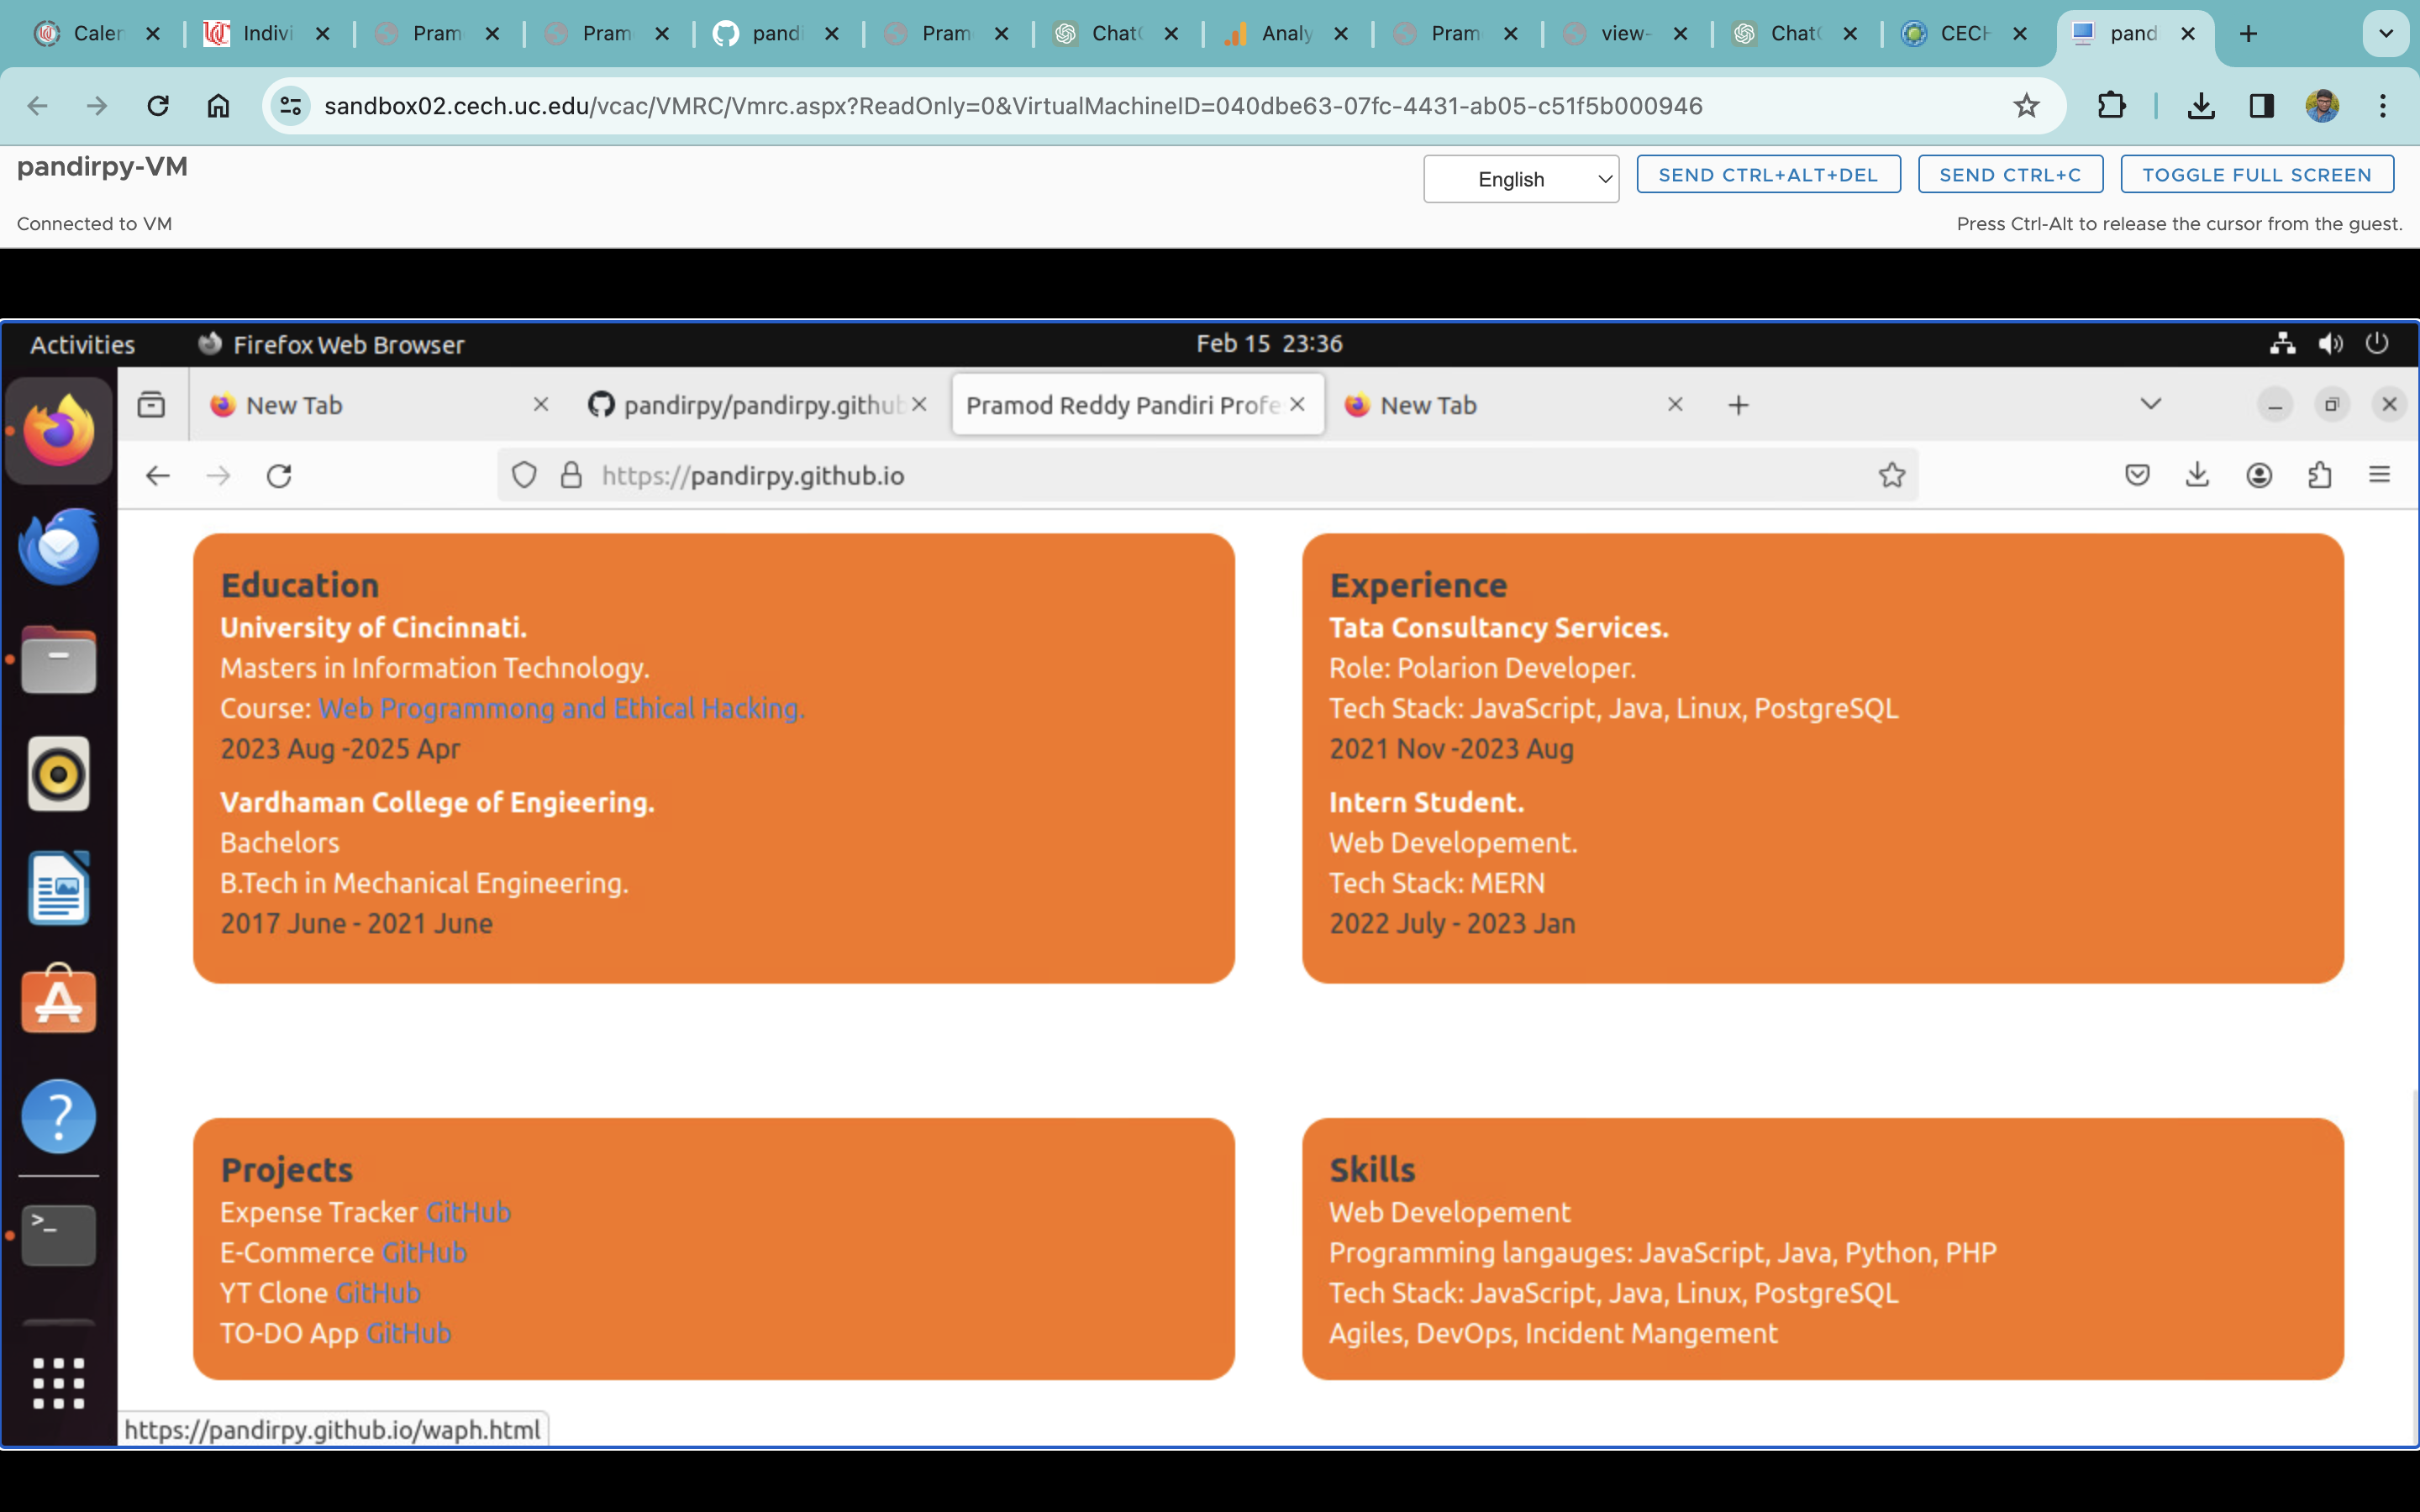 Caler
Indivi
Pram
Pram
pandi
Pram
Chat
Analy
Pram
view-
Chat
CECH
pand
sandbox02.cech.uc.edu/vcac/VMRC/Vmrc.aspx?ReadOnly=0&VirtualMachineID=040dbe63-07fc-4431-ab05-c51f5b000946
pandirpy-VM
English
SEND CTRL+ALT+DEL
SEND CTRL+C
TOGGLE FULL SCREEN
Connected to VM
Press Ctrl-Alt to release the cursor from the guest.
Activities
Firefox Web Browser
Feb 15 23:36
New Tab
pandirpy/pandirpy.github
Pramod Reddy Pandiri Profe
New Tab
https://pandirpy.github.io
Education
University of Cincinnati.
Masters in Information Technology.
Course: Web Programmong and Ethical Hacking.
2023 Aug -2025 Apr
Vardhaman College of Engieering.
Bachelors
B.Tech in Mechanical Engineering.
2017 June - 2021 June
Experience
Tata Consultancy Services.
Role: Polarion Developer.
Tech Stack: JavaScript, Java, Linux, PostgreSQL
2021 Nov -2023 Aug
Intern Student.
Web Developement.
Tech Stack: MERN
2022 July - 2023 Jan
Projects
Expense Tracker GitHub
E-Commerce GitHub
YT Clone GitHub
TO-DO App GitHub
Skills
Web Developement
Programming langauges: JavaScript, Java, Python, PHP
Tech Stack: JavaScript, Java, Linux, PostgreSQL
Agiles, DevOps, Incident Mangement
https://pandirpy.github.io/waph.html